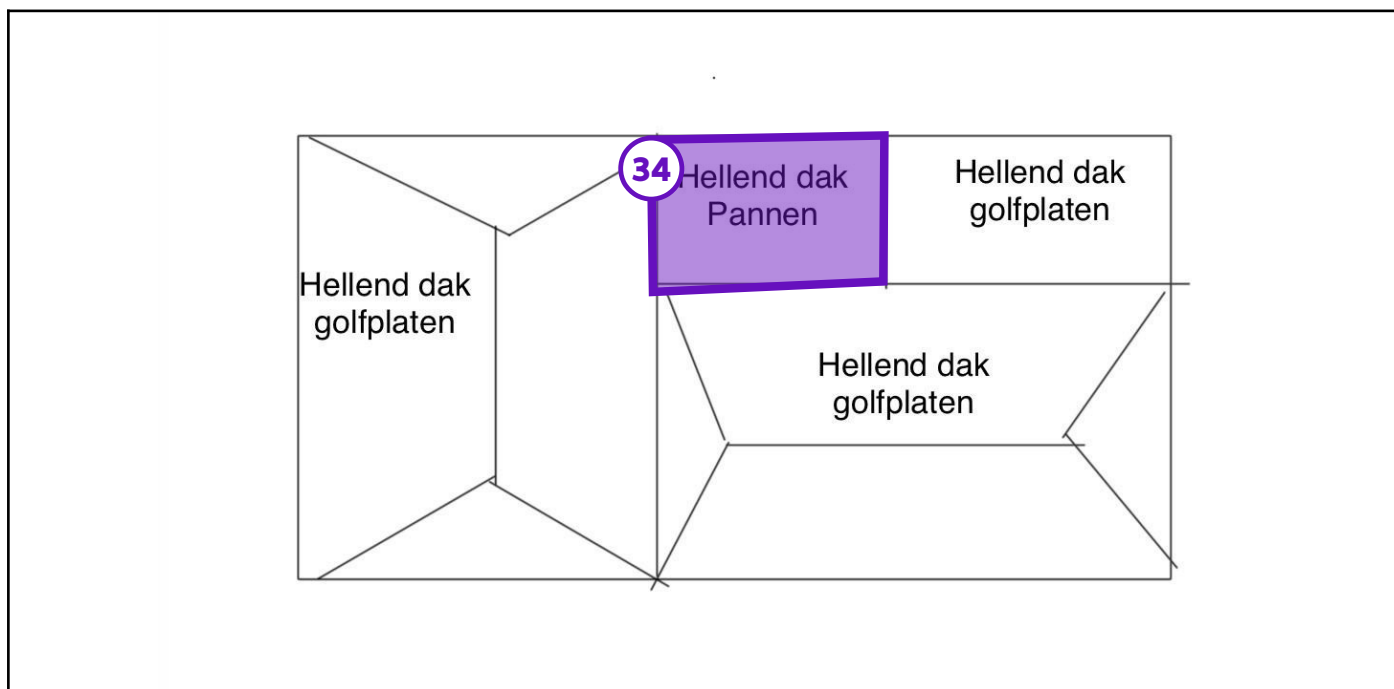 34
Hellend dak
Pannen
Hellend dak
golfplaten
Hellend dak
golfplaten
Hellend dak
golfplaten